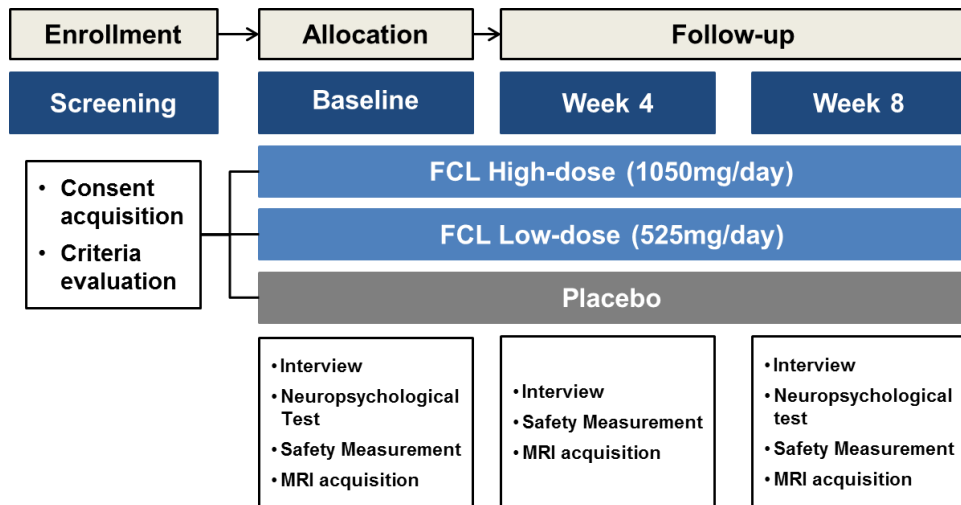 Enrollment
Allocation
Follow-up
Screening
Baseline
Week 4
Week 8
• Consent
acquisition
• Criteria
evaluation
FCL High-dose (1050mg/day)
FCL Low-dose (525mg/day)
Placebo
•Interview
•Neuropsychological
Test
•Safety Measurement
•MRI acquisition
•Interview
•Safety Measurement
•MRI acquisition
•Interview
•Neuropsychological
test
•Safety Measurement
•MRI acquisition